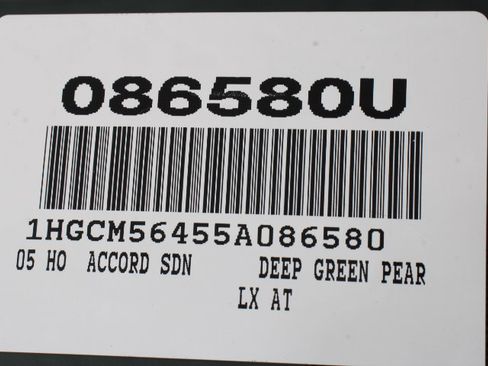 086580U
1HGCM56455A086580
05 HO ACCORD SDN DEEP GREEN PEAR
LX AT